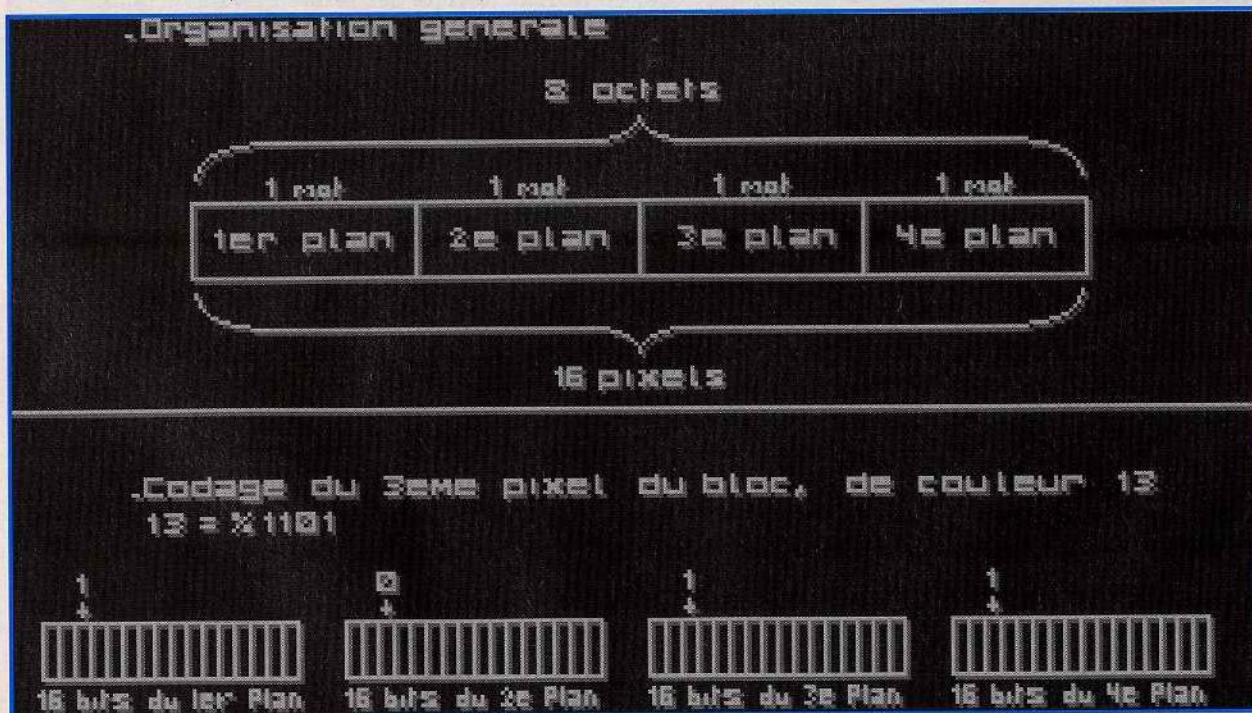 .Organisation generale
8 octets
1 mot 1 mot 1 mot 1 mot
1er plan 2e plan 3e plan 4e plan
16 pixels
.Codage du 3eme pixel du bloc, de couleur 13
13 = %1101
1 0 1 1
16 bits du 1er Plan 16 bits du 2e Plan 16 bits du 3e Plan 16 bits du 4e Plan